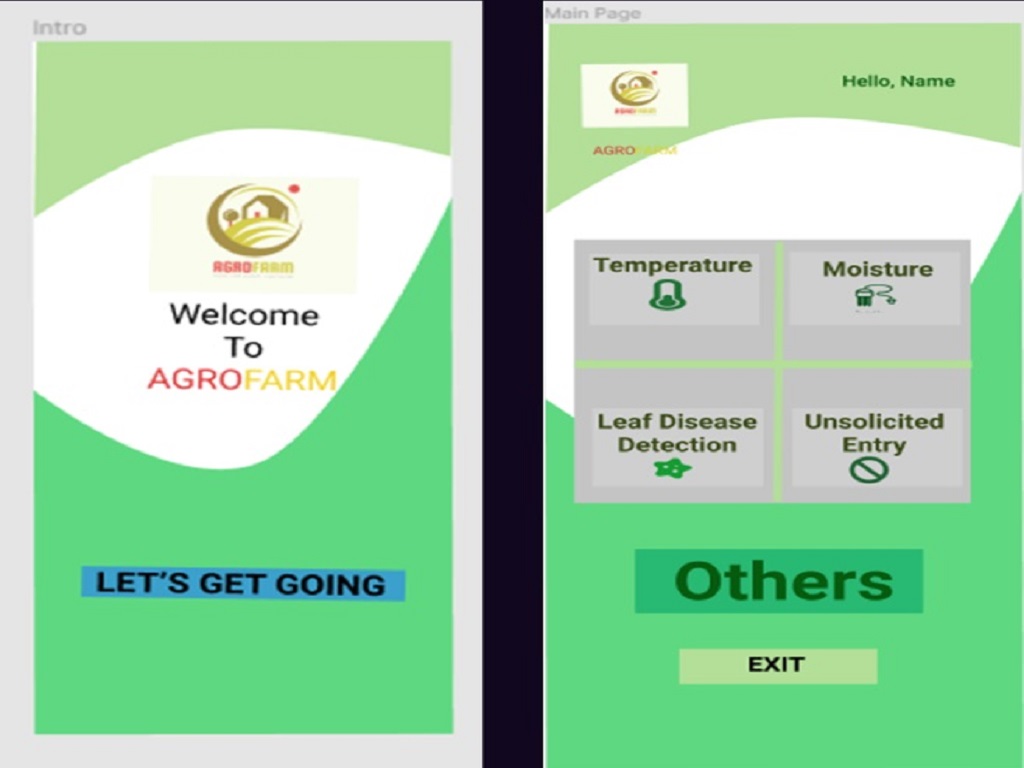 Intro
AGROFARM
Welcome
To
AGROFARM
LET'S GET GOING
Main Page
Hello, Name
AGROFARM
AGROFARM
Temperature
Moisture
Leaf Disease
Detection
Unsolicited
Entry
Others
EXIT